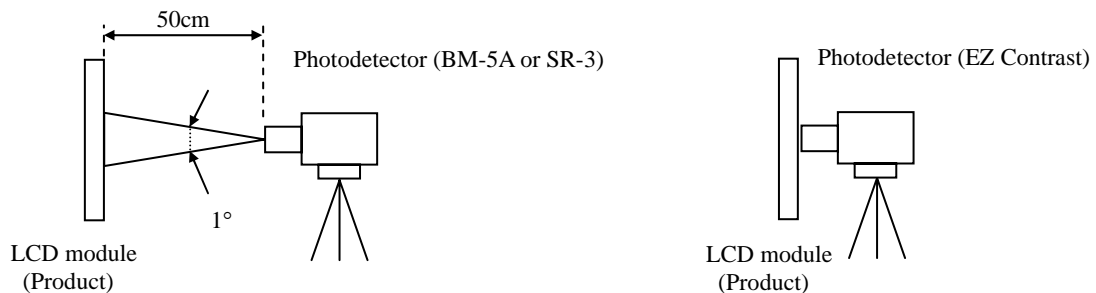 50cm
Photodetector (BM-5A or SR-3)
1°
LCD module
(Product)
Photodetector (EZ Contrast)
LCD module
(Product)